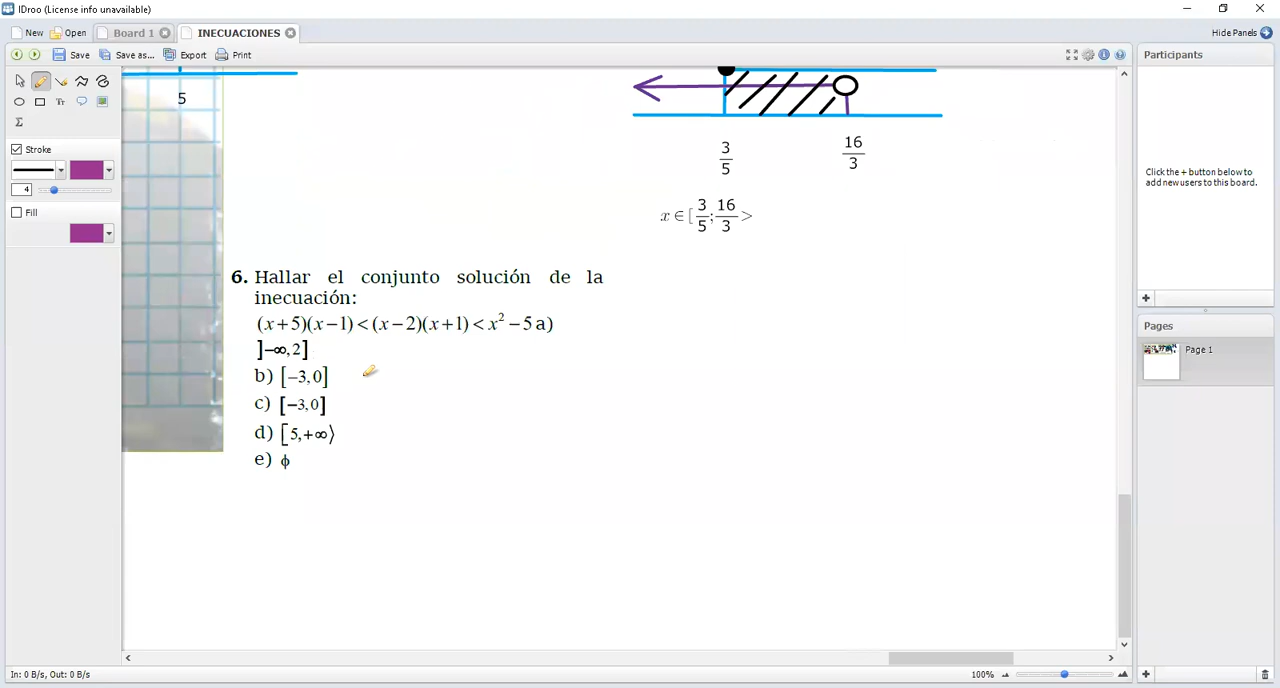 IDroo (License info unavailable)
New Open Board 1 INECUACIONES Hide Panels
Save Save as... Export Print
Participants
Click the + button below to
add new users to this board.
Pages
Page 1
Tr
Σ
Stroke
4
Fill
5
3/5 16/3
x ∈ [3/5; 16/3 >
6. Hallar el conjunto solución de la
inecuación:
(x+5)(x−1) < (x−2)(x+1) < x² − 5 a)
]−∞, 2]
b) [−3, 0]
c) [−3, 0]
d) [5, +∞⟩
e) ϕ
In: 0 B/s, Out: 0 B/s 100%